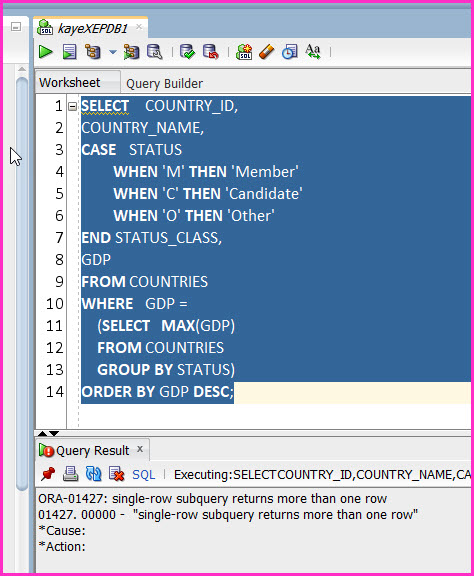 kayeXEPDB1
Worksheet Query Builder
1 SELECT COUNTRY_ID,
2 COUNTRY_NAME,
3 CASE STATUS
4 WHEN 'M' THEN 'Member'
5 WHEN 'C' THEN 'Candidate'
6 WHEN 'O' THEN 'Other'
7 END STATUS_CLASS,
8 GDP
9 FROM COUNTRIES
10 WHERE GDP =
11 (SELECT MAX(GDP)
12 FROM COUNTRIES
13 GROUP BY STATUS)
14 ORDER BY GDP DESC;
Query Result x
SQL | Executing:SELECTCOUNTRY_ID,COUNTRY_NAME,CA
ORA-01427: single-row subquery returns more than one row
01427. 00000 - "single-row subquery returns more than one row"
*Cause:
*Action: